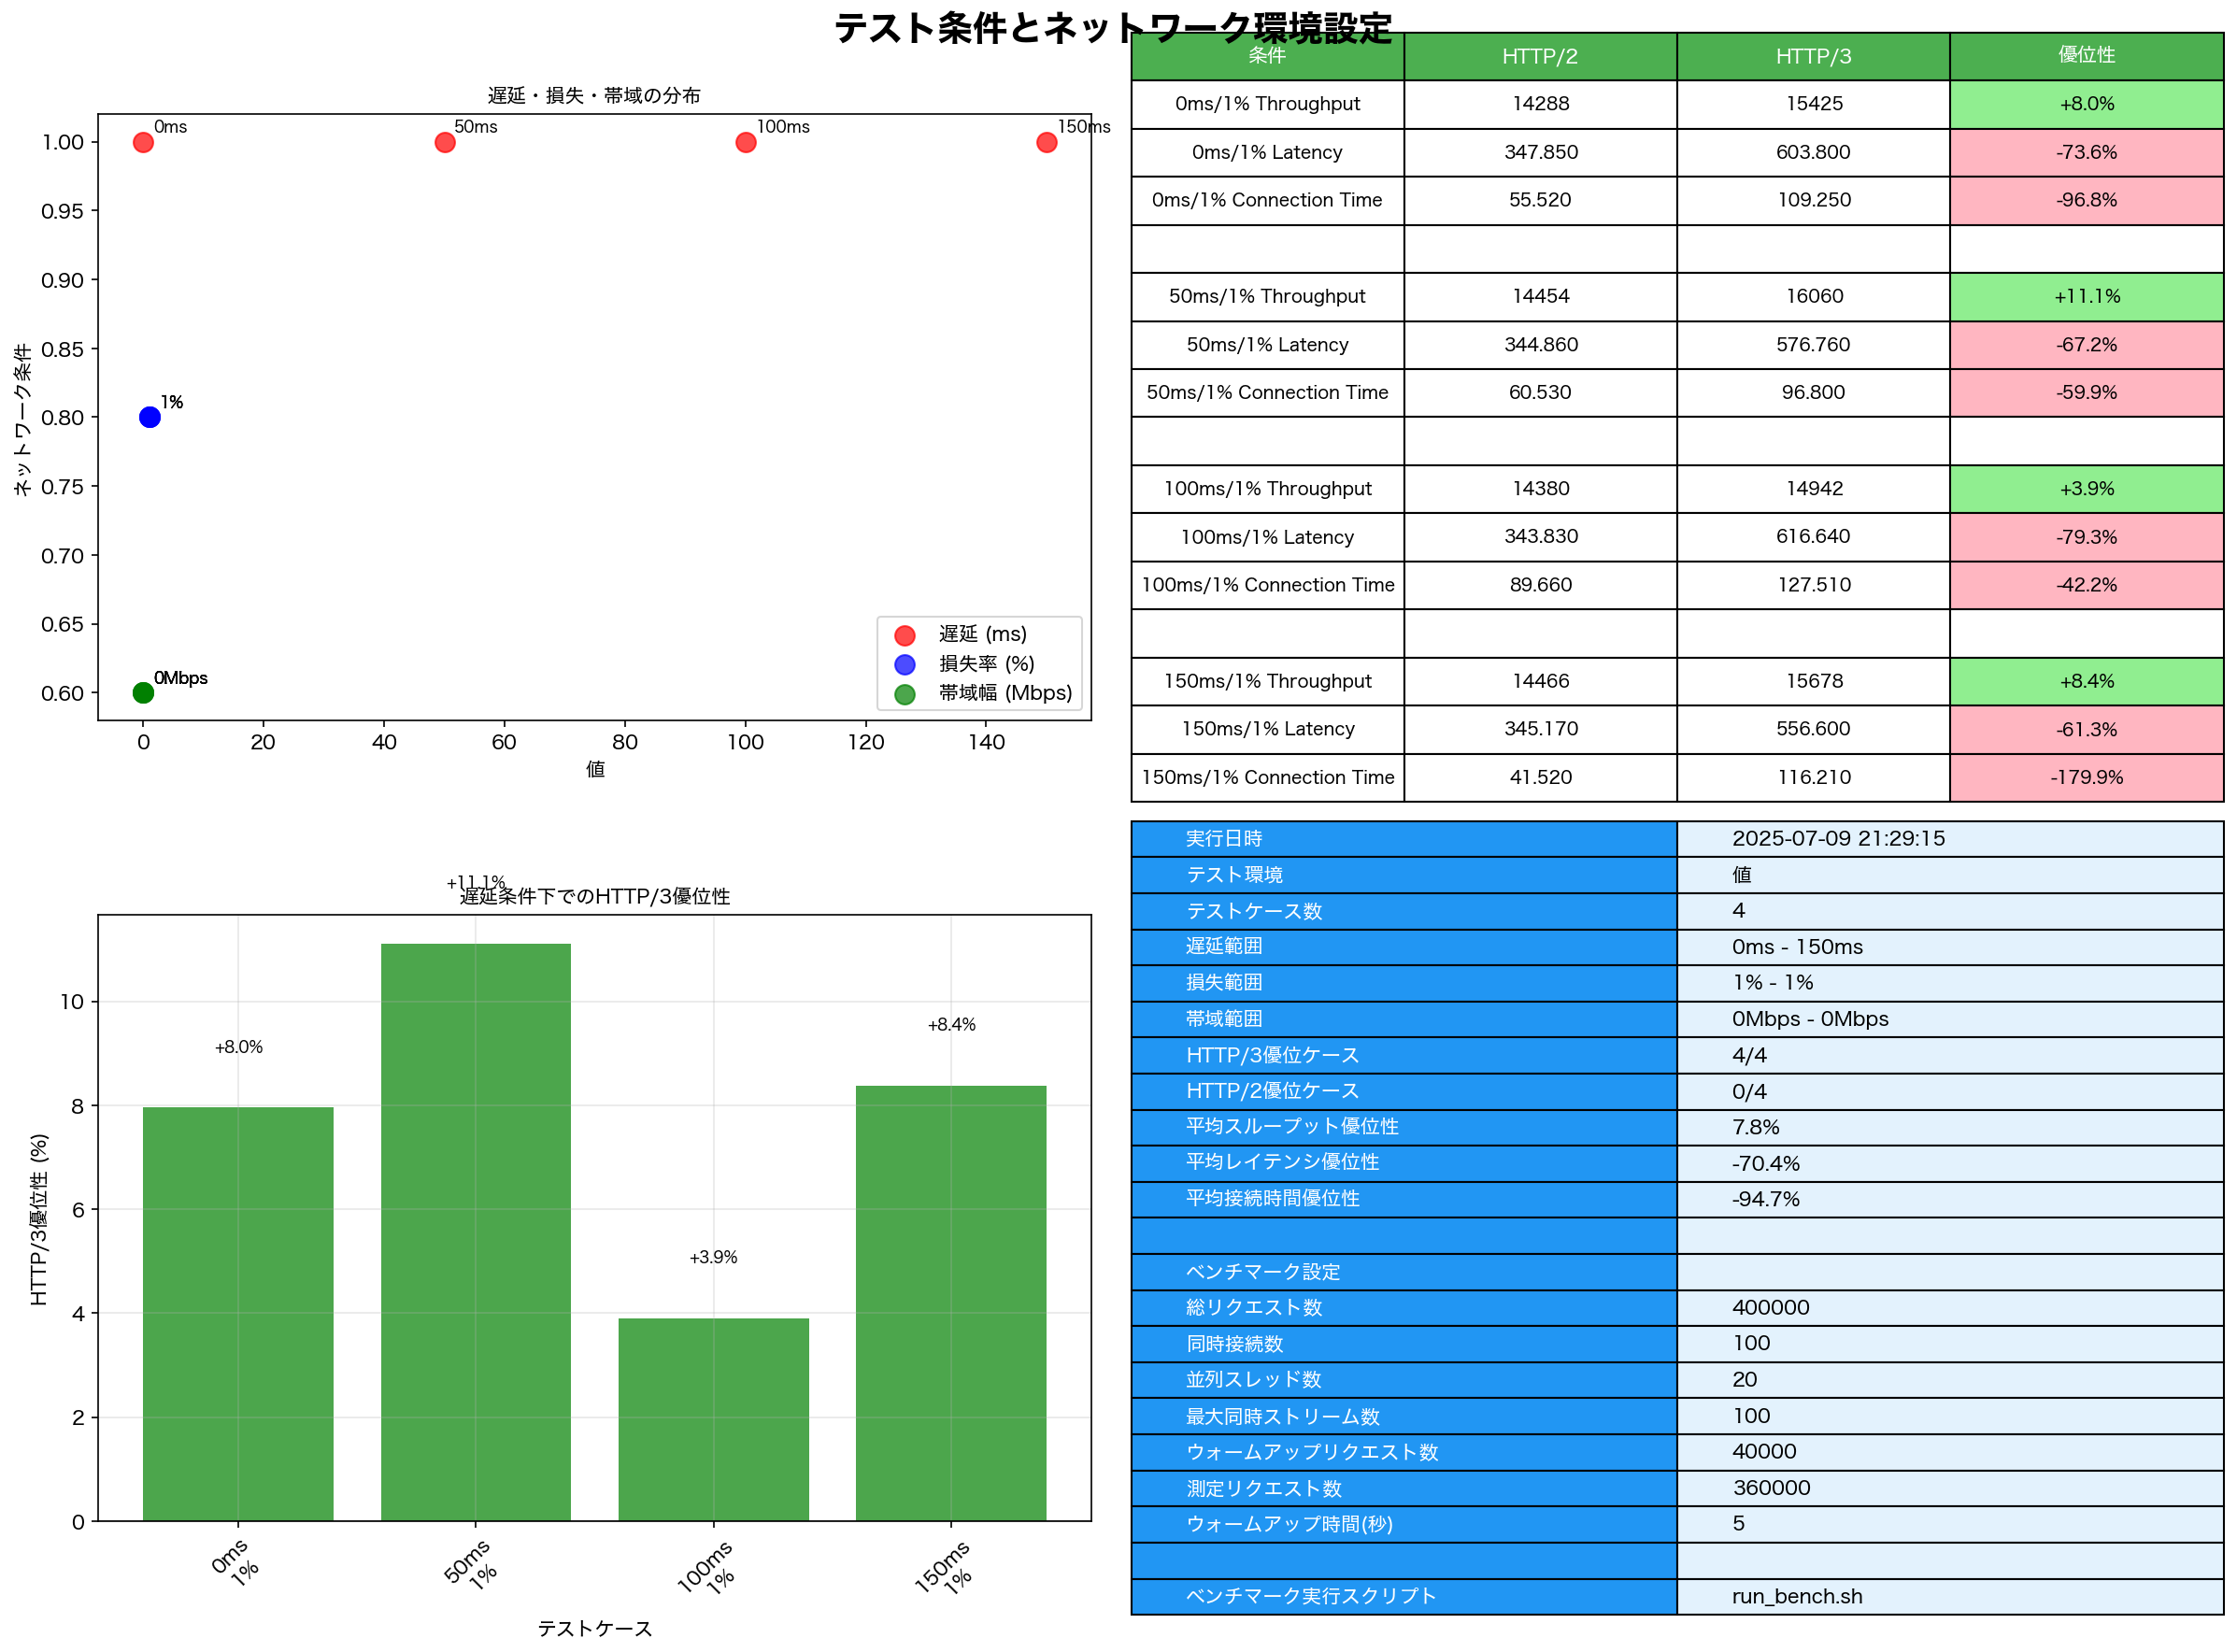 テスト条件とネットワーク環境設定
遅延・損失・帯域の分布
1.00
0.95
0.90
0.85
0.80
0.75
0.70
0.65
0.60
ネットワーク条件
0ms
50ms
100ms
150ms
1%
0Mbps
遅延 (ms)
損失率 (%)
帯域幅 (Mbps)
0 20 40 60 80 100 120 140
値
条件 HTTP/2 HTTP/3 優位性
0ms/1% Throughput 14288 15425 +8.0%
0ms/1% Latency 347.850 603.800 -73.6%
0ms/1% Connection Time 55.520 109.250 -96.8%
50ms/1% Throughput 14454 16060 +11.1%
50ms/1% Latency 344.860 576.760 -67.2%
50ms/1% Connection Time 60.530 96.800 -59.9%
100ms/1% Throughput 14380 14942 +3.9%
100ms/1% Latency 343.830 616.640 -79.3%
100ms/1% Connection Time 89.660 127.510 -42.2%
150ms/1% Throughput 14466 15678 +8.4%
150ms/1% Latency 345.170 556.600 -61.3%
150ms/1% Connection Time 41.520 116.210 -179.9%
遅延条件下でのHTTP/3優位性
+8.0%
+11.1%
+3.9%
+8.4%
10
8
6
4
2
0
HTTP/3優位性 (%)
0ms
1%
50ms
1%
100ms
1%
150ms
1%
テストケース
実行日時 2025-07-09 21:29:15
テスト環境 値
テストケース数 4
遅延範囲 0ms - 150ms
損失範囲 1% - 1%
帯域範囲 0Mbps - 0Mbps
HTTP/3優位ケース 4/4
HTTP/2優位ケース 0/4
平均スループット優位性 7.8%
平均レイテンシ優位性 -70.4%
平均接続時間優位性 -94.7%
ベンチマーク設定
総リクエスト数 400000
同時接続数 100
並列スレッド数 20
最大同時ストリーム数 100
ウォームアップリクエスト数 40000
測定リクエスト数 360000
ウォームアップ時間(秒) 5
ベンチマーク実行スクリプト run_bench.sh